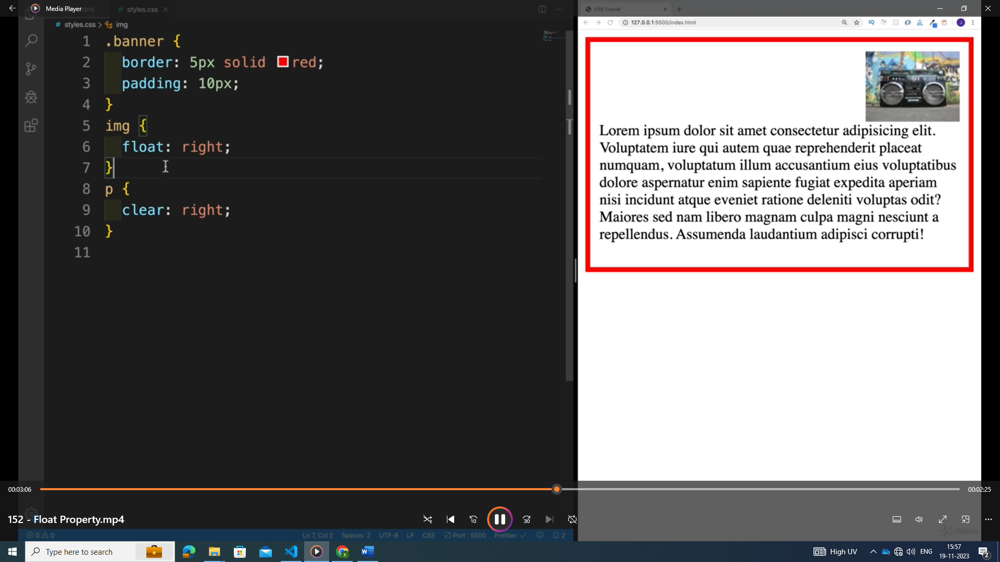 Media Player
styles.css
styles.css > img
1 .banner {
2 border: 5px solid red;
3 padding: 10px;
4 }
5 img {
6 float: right;
7 }
8 p {
9 clear: right;
10 }
11
CSS Tutorial
127.0.0.1:5500/index.html
IQ
J
Lorem ipsum dolor sit amet consectetur adipisicing elit.
Voluptatem iure qui autem quae reprehenderit placeat
numquam, voluptatum illum accusantium eius voluptatibus
dolore aspernatur enim sapiente fugiat expedita aperiam
nisi incidunt atque eveniet ratione deleniti voluptas odit?
Maiores sed nam libero magnam culpa magni nesciunt a
repellendus. Assumenda laudantium adipisci corrupti!
00:03:06
00:02:25
152 - Float Property.mp4
10
30
Udemy
0 0
Ln 7, Col 2 Spaces: 2 UTF-8 LF CSS Port : 5500 Prettier: 2
Type here to search
High UV
ENG
15:57
19-11-2023
2